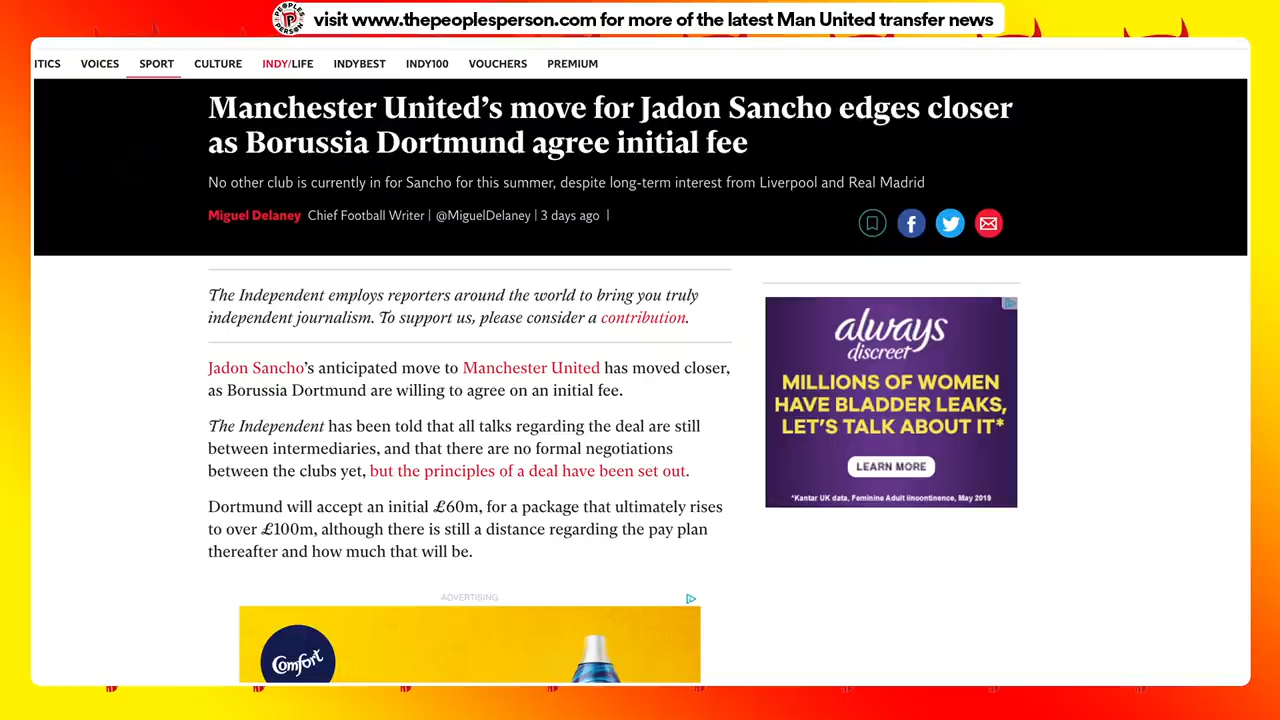 PEOPLES PERSON
visit www.thepeoplesperson.com for more of the latest Man United transfer news
ITICS VOICES SPORT CULTURE INDY/LIFE INDYBEST INDY100 VOUCHERS PREMIUM
Manchester United's move for Jadon Sancho edges closer
as Borussia Dortmund agree initial fee
No other club is currently in for Sancho for this summer, despite long-term interest from Liverpool and Real Madrid
Miguel Delaney Chief Football Writer | @MiguelDelaney | 3 days ago |
The Independent employs reporters around the world to bring you truly
independent journalism. To support us, please consider a contribution.
Jadon Sancho's anticipated move to Manchester United has moved closer,
as Borussia Dortmund are willing to agree on an initial fee.
The Independent has been told that all talks regarding the deal are still
between intermediaries, and that there are no formal negotiations
between the clubs yet, but the principles of a deal have been set out.
Dortmund will accept an initial £60m, for a package that ultimately rises
to over £100m, although there is still a distance regarding the pay plan
thereafter and how much that will be.
always
discreet
MILLIONS OF WOMEN
HAVE BLADDER LEAKS,
LET'S TALK ABOUT IT*
LEARN MORE
*Kantar UK data, Feminine Adult Iincontinence, May 2019
ADVERTISING
Comfort